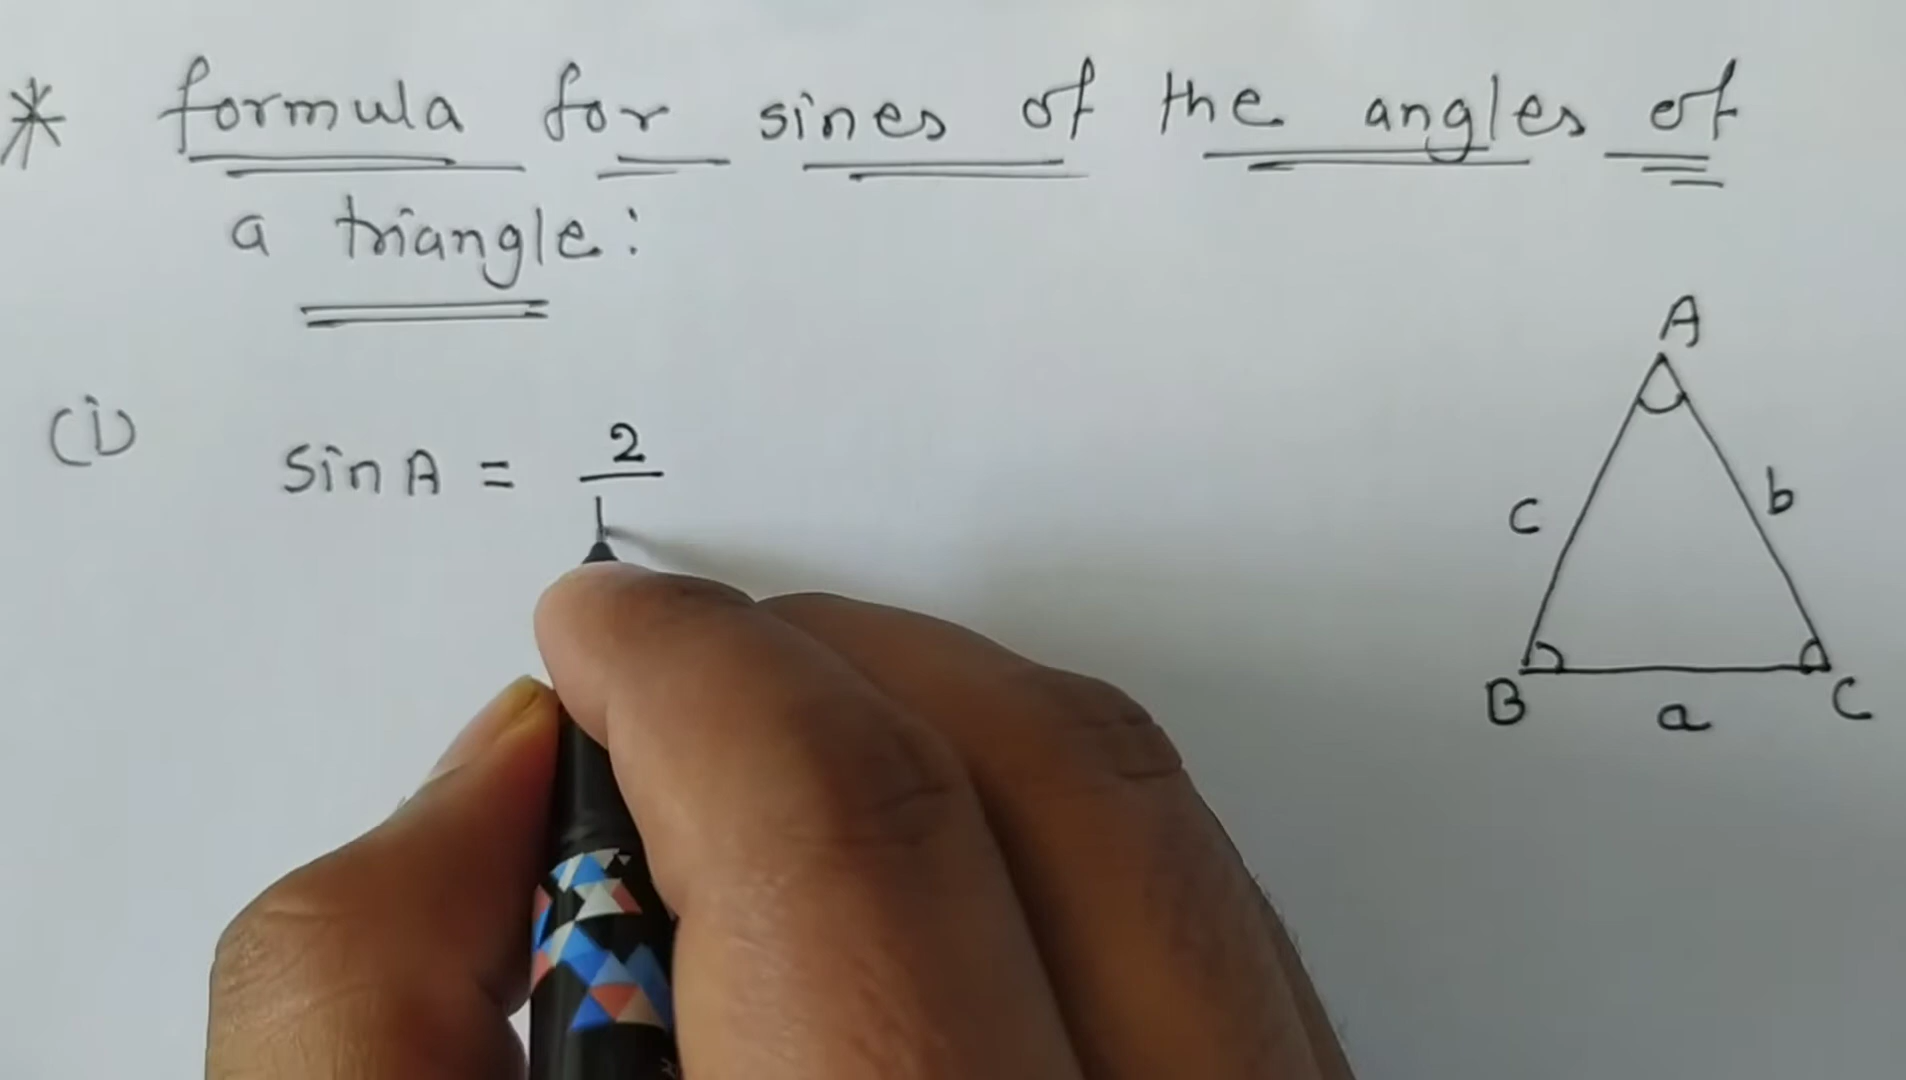 * formula for sines of the angles of
a triangle:
A
(i) sin A = 2
c
b
B
a
C